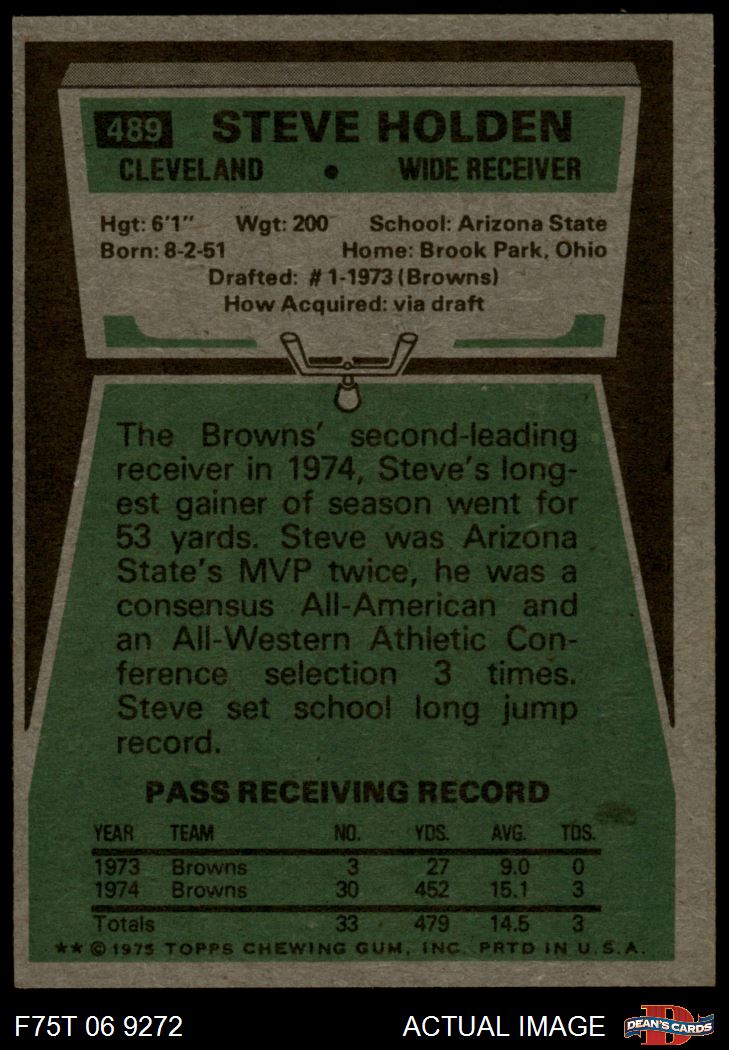 489 STEVE HOLDEN
CLEVELAND • WIDE RECEIVER
Hgt: 6'1" Wgt: 200 School: Arizona State
Born: 8-2-51 Home: Brook Park, Ohio
Drafted: #1-1973 (Browns)
How Acquired: via draft
The Browns' second-leading
receiver in 1974, Steve's long-
est gainer of season went for
53 yards. Steve was Arizona
State's MVP twice, he was a
consensus All-American and
an All-Western Athletic Con-
ference selection 3 times.
Steve set school long jump
record.
PASS RECEIVING RECORD
YEAR TEAM NO. YDS. AVG. TDS.
1973 Browns 3 27 9.0 0
1974 Browns 30 452 15.1 3
Totals 33 479 14.5 3
** © 1975 TOPPS CHEWING GUM, INC. PRTD IN U.S.A.
F75T 06 9272 ACTUAL IMAGE D DEAN'S CARDS